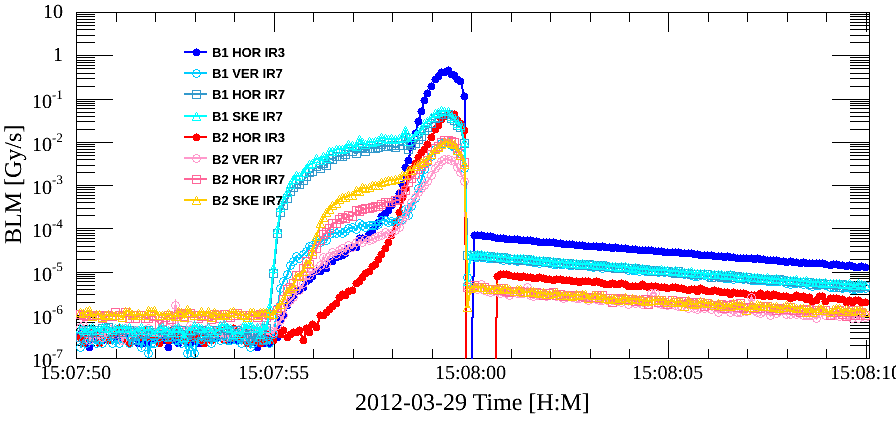 10
1
10-1
10-2
10-3
10-4
10-5
10-6
10-7
BLM [Gy/s]
B1 HOR IR3
B1 VER IR7
B1 HOR IR7
B1 SKE IR7
B2 HOR IR3
B2 VER IR7
B2 HOR IR7
B2 SKE IR7
15:07:50 15:07:55 15:08:00 15:08:05 15:08:10
2012-03-29 Time [H:M]